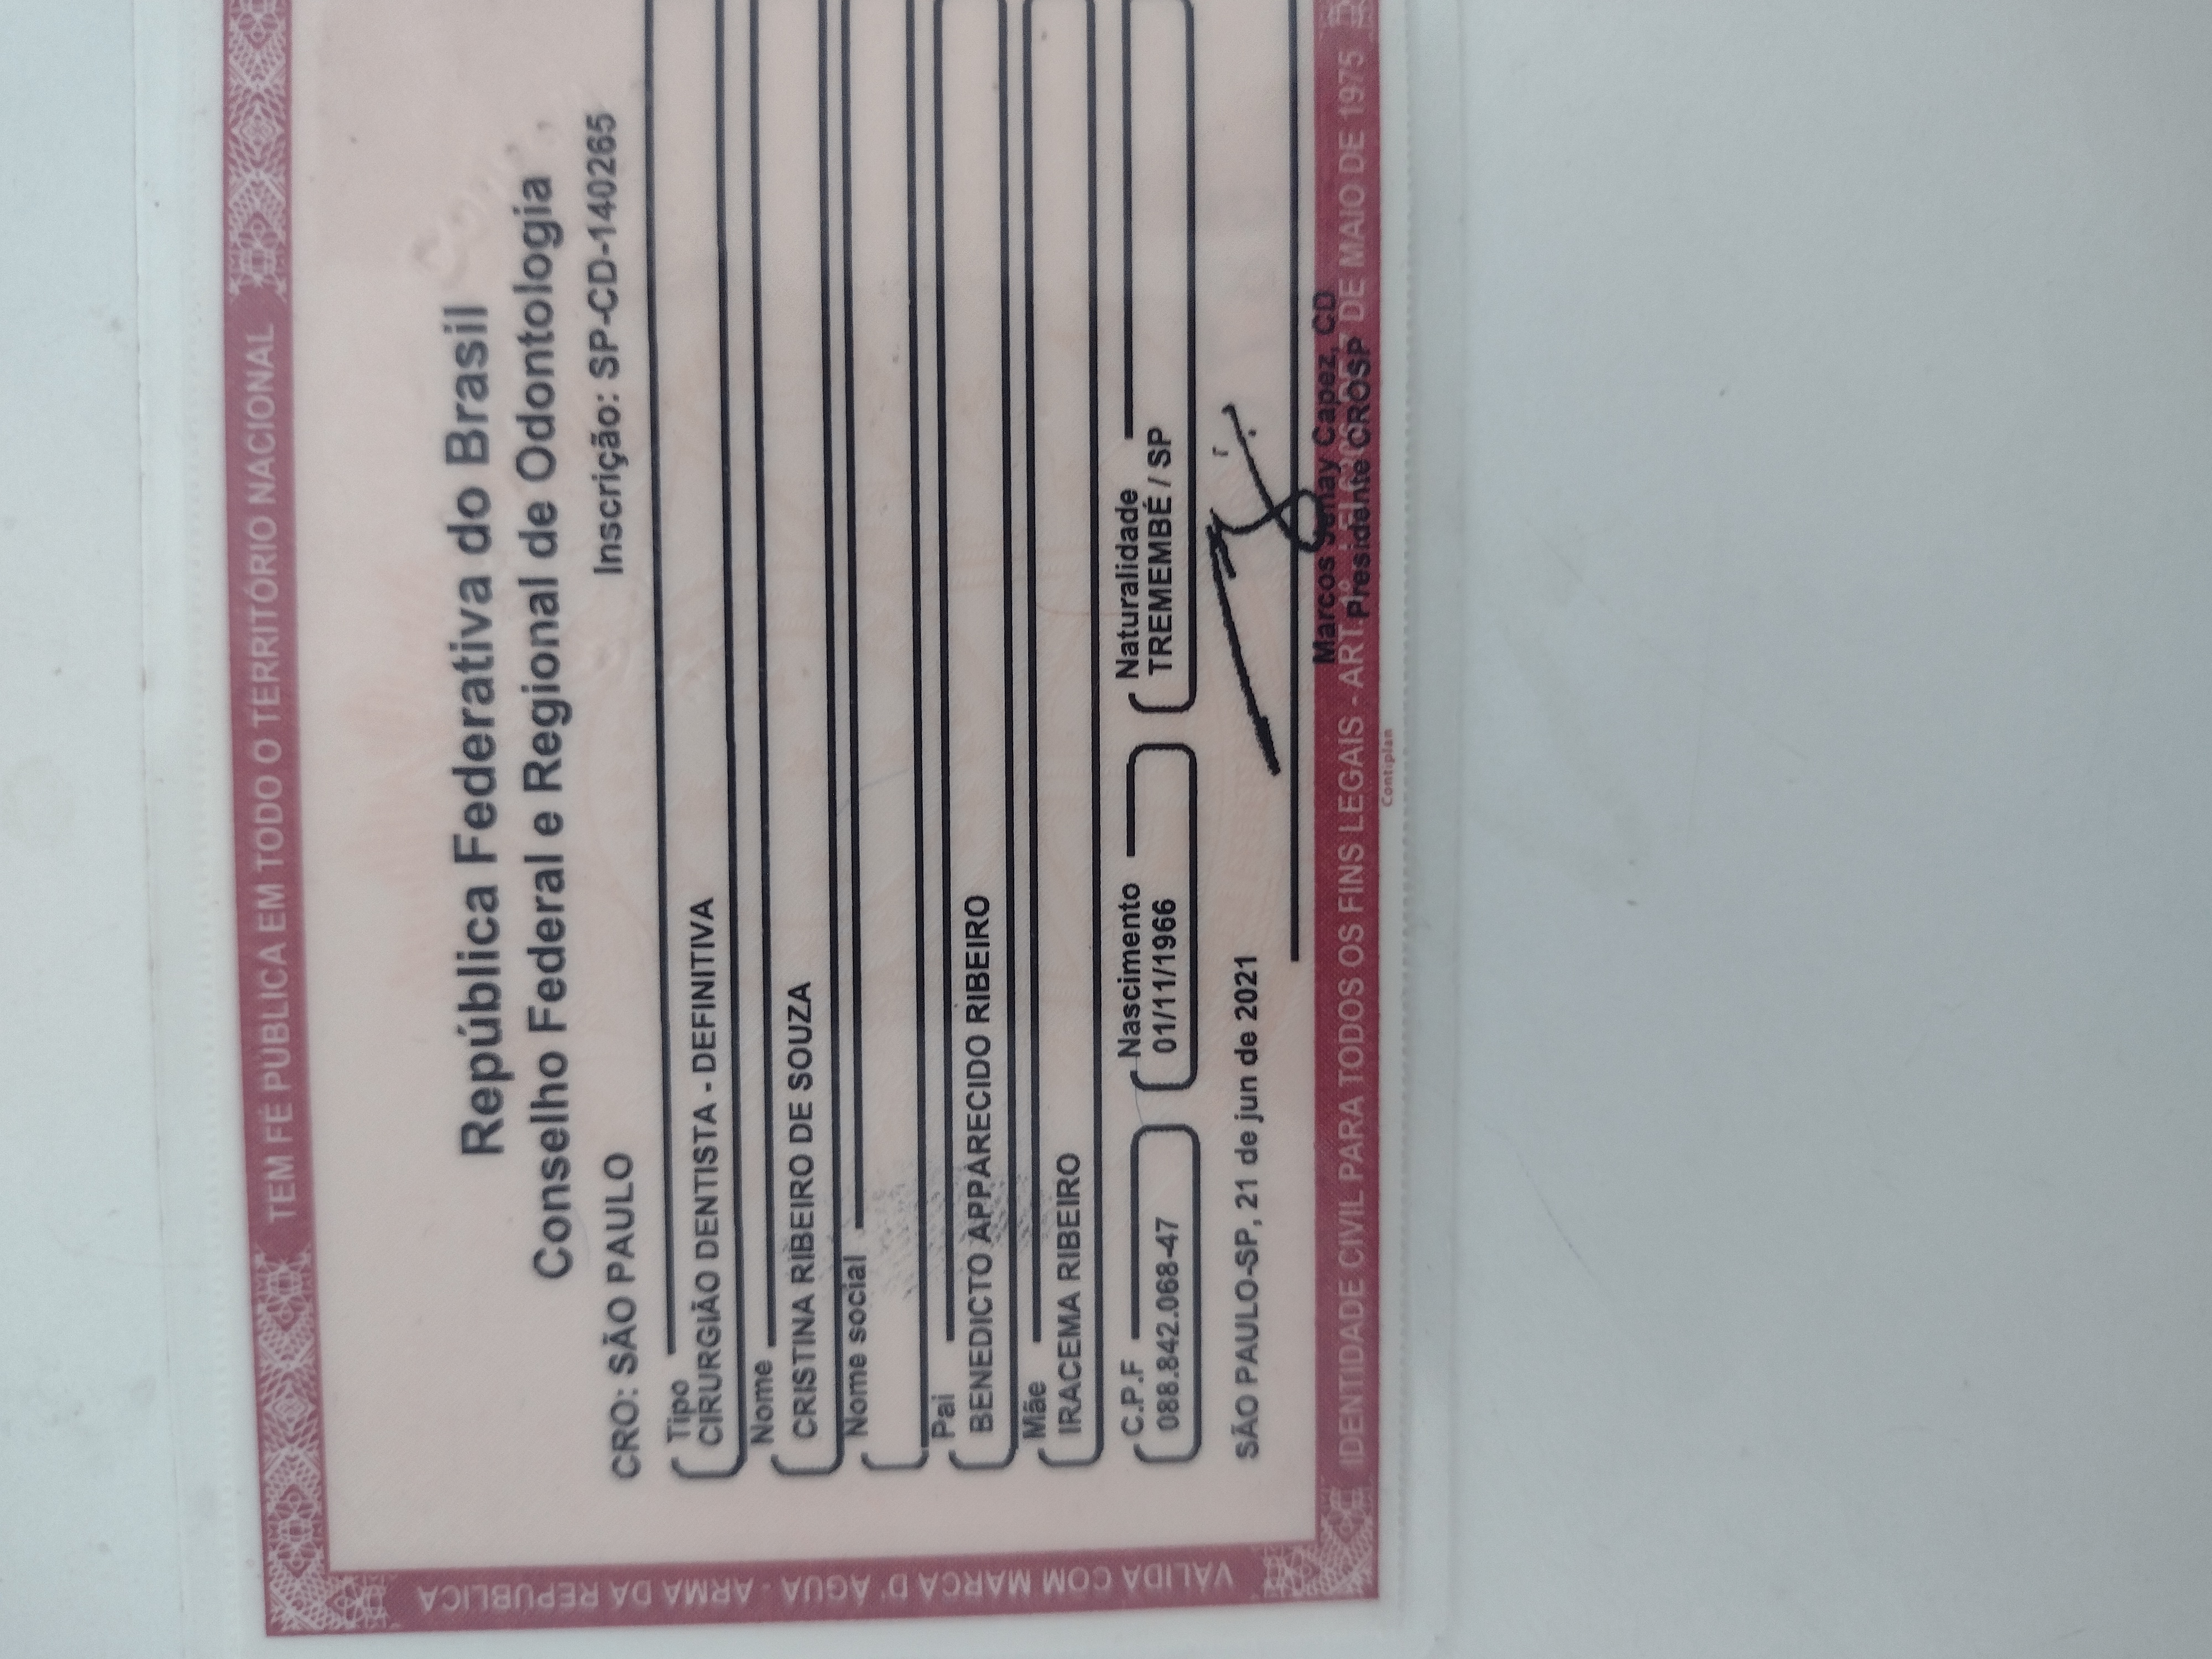 TEM FÉ PÚBLICA EM TODO O TERRITÓRIO NACIONAL
República Federativa do Brasil
Conselho Federal e Regional de Odontologia
CRO: SÃO PAULO Inscrição: SP-CD-140265
Tipo
CIRURGIÃO DENTISTA - DEFINITIVA
Nome
CRISTINA RIBEIRO DE SOUZA
Nome social
Pai
BENEDICTO APPARECIDO RIBEIRO
Mãe
IRACEMA RIBEIRO
C.P.F Nascimento Naturalidade
088.842.068-47 01/11/1966 TREMEMBÉ / SP
SÃO PAULO-SP, 21 de jun de 2021
Marcos Capez, CD
Presidente CROSP
IDENTIDADE CIVIL PARA TODOS OS FINS LEGAIS - ART. DE MAIO DE 1975
Contiplan
VÁLIDA COM MARCA D' ÁGUA - ARMA DA REPÚBLICA